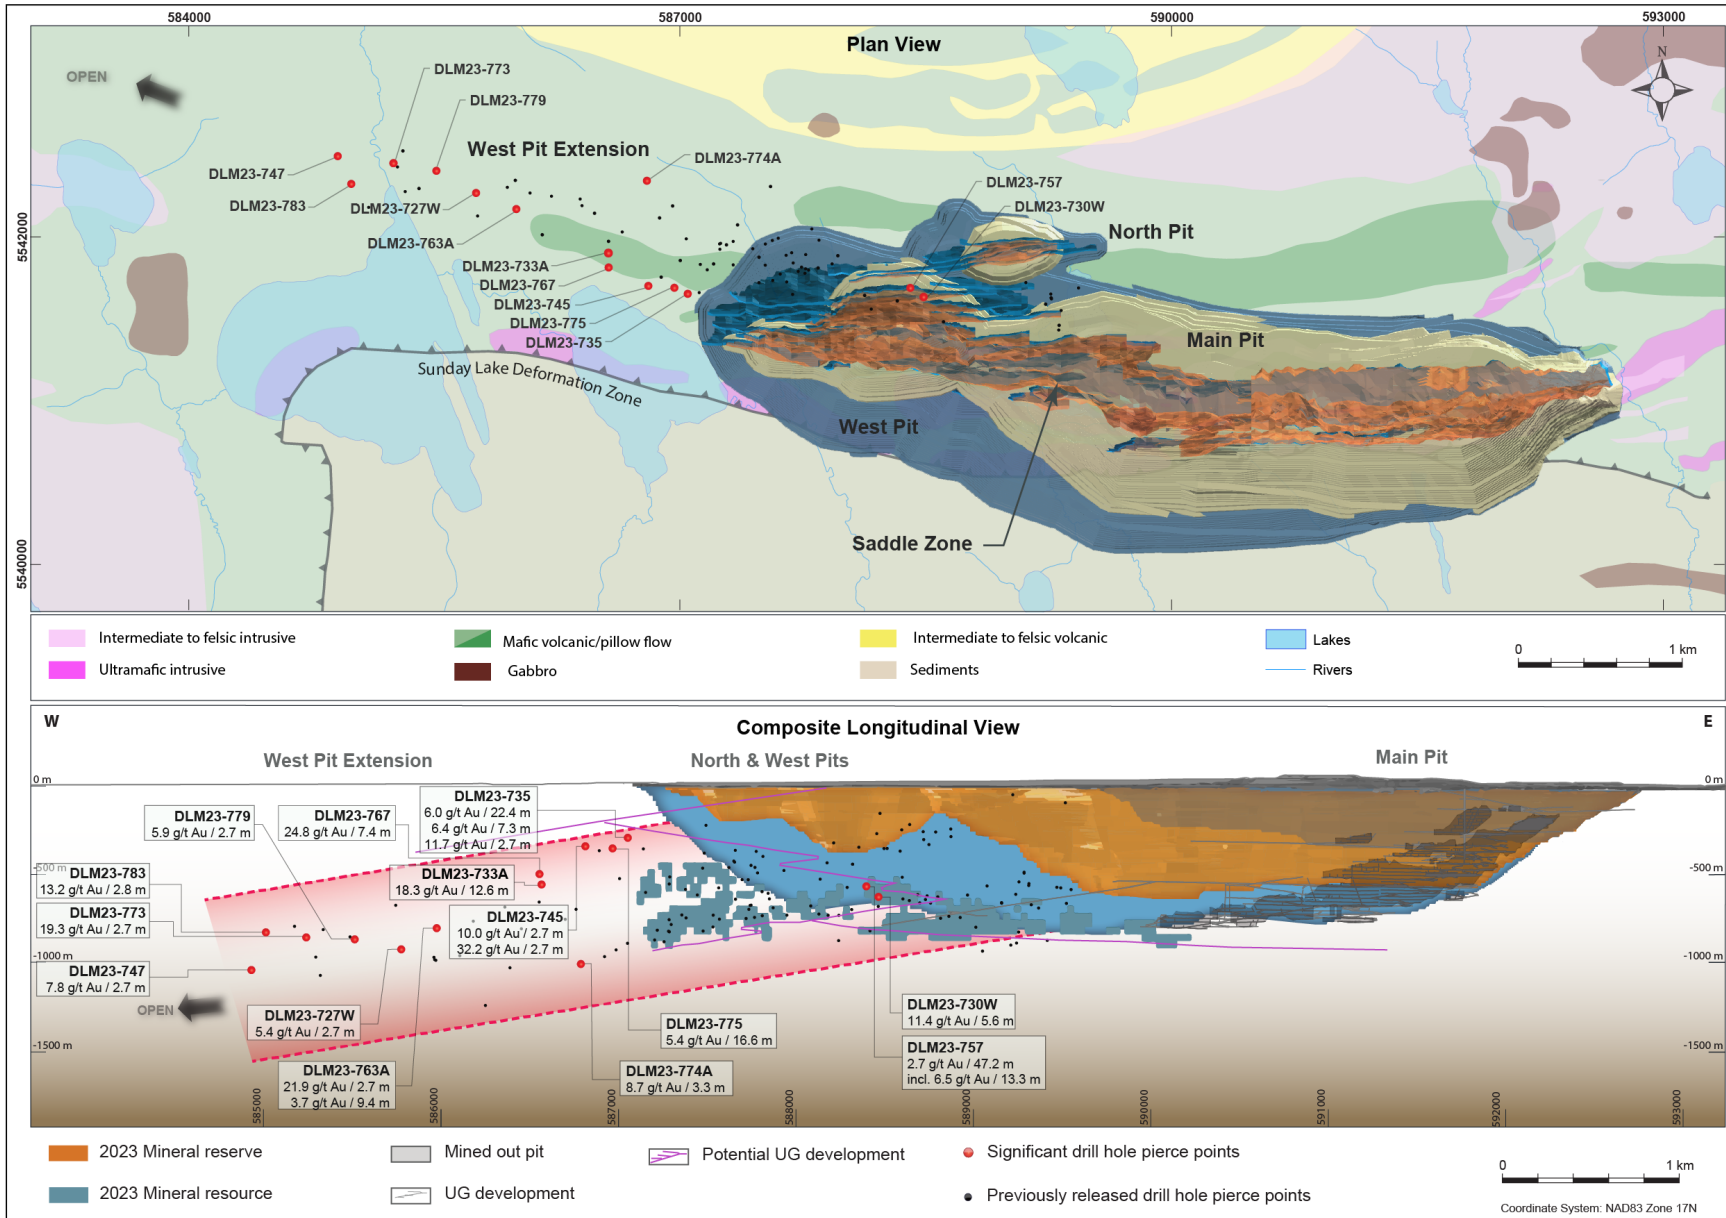 584000
587000
590000
593000
Plan View
N
OPEN
DLM23-773
DLM23-779
West Pit Extension
DLM23-774A
DLM23-747
DLM23-757
DLM23-783
DLM23-727W
DLM23-730W
5542000
North Pit
DLM23-763A
DLM23-733A
DLM23-767
DLM23-745
DLM23-775
DLM23-735
Main Pit
Sunday Lake Deformation Zone
West Pit
Saddle Zone
5540000
Intermediate to felsic intrusive
Mafic volcanic/pillow flow
Intermediate to felsic volcanic
Lakes
0
1 km
Ultramafic intrusive
Gabbro
Sediments
Rivers
W
Composite Longitudinal View
E
West Pit Extension
North & West Pits
Main Pit
0 m
0 m
DLM23-735
6.0 g/t Au / 22.4 m
6.4 g/t Au / 7.3 m
11.7 g/t Au / 2.7 m
DLM23-779
5.9 g/t Au / 2.7 m
DLM23-767
24.8 g/t Au / 7.4 m
-500 m
-500 m
DLM23-783
13.2 g/t Au / 2.8 m
DLM23-733A
18.3 g/t Au / 12.6 m
DLM23-773
19.3 g/t Au / 2.7 m
DLM23-745
10.0 g/t Au / 2.7 m
32.2 g/t Au / 2.7 m
DLM23-747
7.8 g/t Au / 2.7 m
-1000 m
-1000 m
OPEN
DLM23-727W
5.4 g/t Au / 2.7 m
DLM23-730W
11.4 g/t Au / 5.6 m
DLM23-775
5.4 g/t Au / 16.6 m
-1500 m
-1500 m
DLM23-757
2.7 g/t Au / 47.2 m
incl. 6.5 g/t Au / 13.3 m
DLM23-763A
21.9 g/t Au / 2.7 m
3.7 g/t Au / 9.4 m
DLM23-774A
8.7 g/t Au / 3.3 m
585000
586000
587000
588000
589000
590000
591000
592000
593000
2023 Mineral reserve
Mined out pit
Potential UG development
Significant drill hole pierce points
0
1 km
2023 Mineral resource
UG development
Previously released drill hole pierce points
Coordinate System: NAD83 Zone 17N